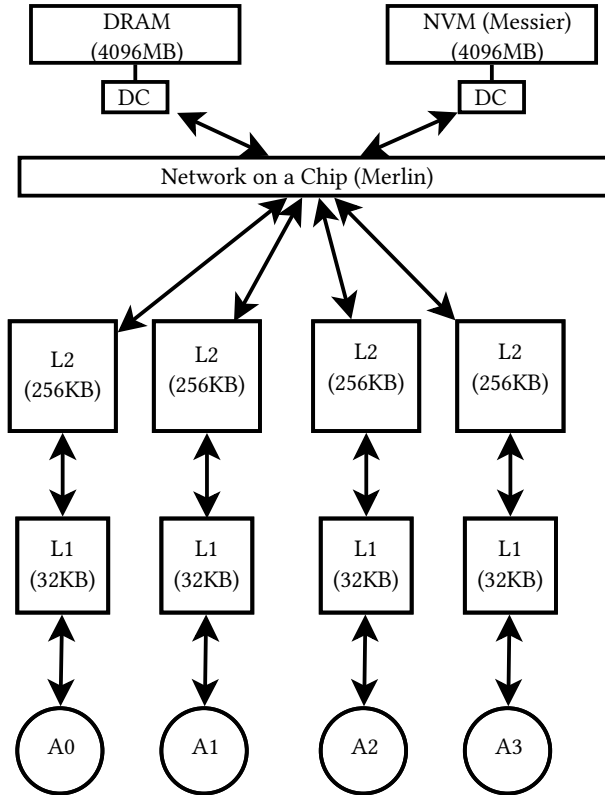 DRAM
(4096MB)
NVM (Messier)
(4096MB)
DC
DC
Network on a Chip (Merlin)
L2
(256KB)
L2
(256KB)
L2
(256KB)
L2
(256KB)
L1
(32KB)
L1
(32KB)
L1
(32KB)
L1
(32KB)
A0
A1
A2
A3